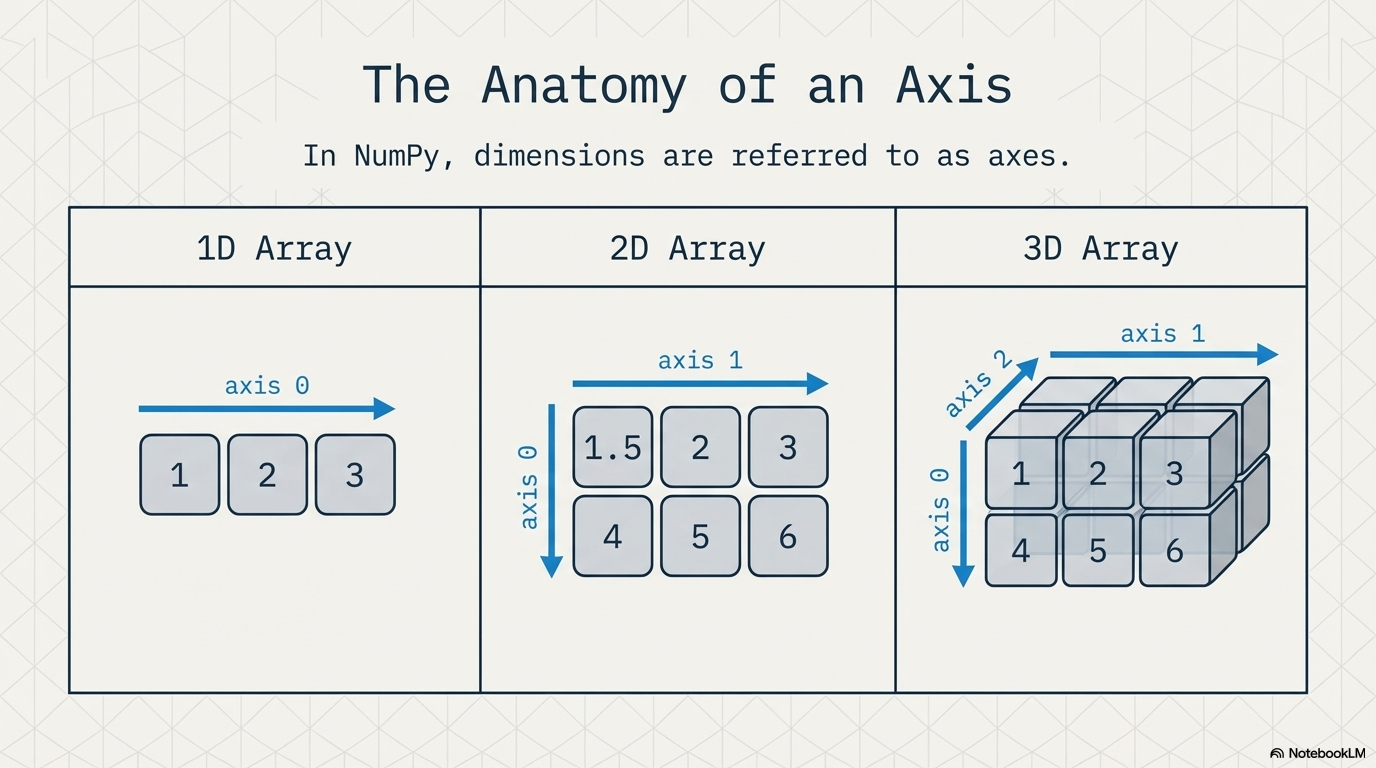 The Anatomy of an Axis
In NumPy, dimensions are referred to as axes.
1D Array
2D Array
3D Array
axis 0
1 2 3
axis 1
axis 0
1.5 2 3
4 5 6
axis 1
axis 2
axis 0
1 2 3
4 5 6
NotebookLM